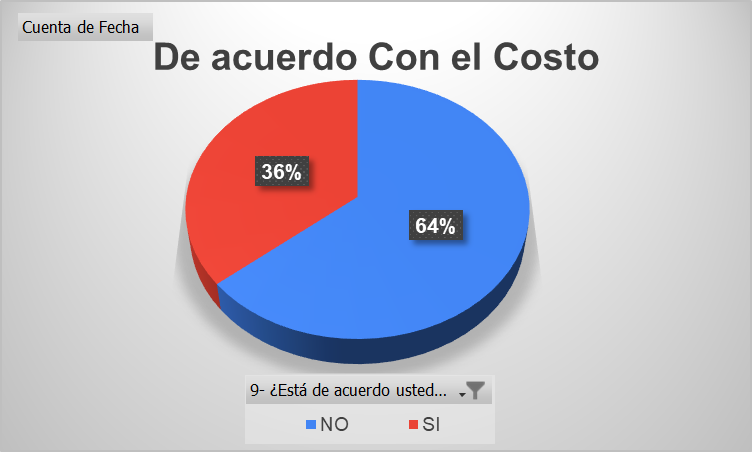 Cuenta de Fecha
De acuerdo Con el Costo
36%
64%
9- ¿Está de acuerdo usted...
NO
SI